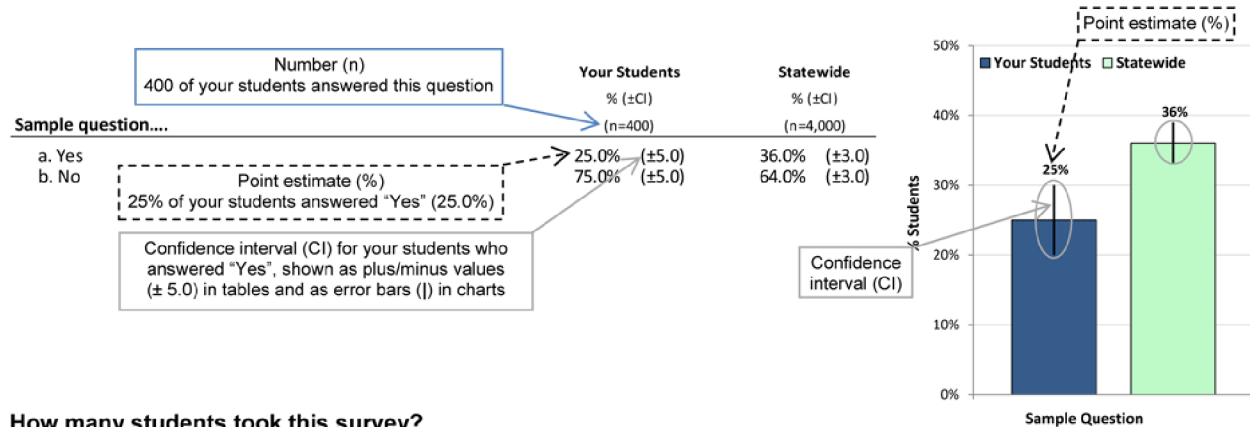 Point estimate (%)
Number (n)
400 of your students answered this question
Your Students
Statewide
% (±CI)
% (±CI)
Sample question....
(n=400)
(n=4,000)
a. Yes
25.0% (±5.0)
36.0% (±3.0)
b. No
75.0% (±5.0)
64.0% (±3.0)
Point estimate (%)
25% of your students answered “Yes” (25.0%)
Confidence interval (CI) for your students who
answered “Yes”, shown as plus/minus values
(± 5.0) in tables and as error bars (|) in charts
50%
40%
30%
20%
10%
0%
% Students
Your Students
Statewide
25%
36%
Confidence
interval (CI)
Sample Question
How many students took this survey?